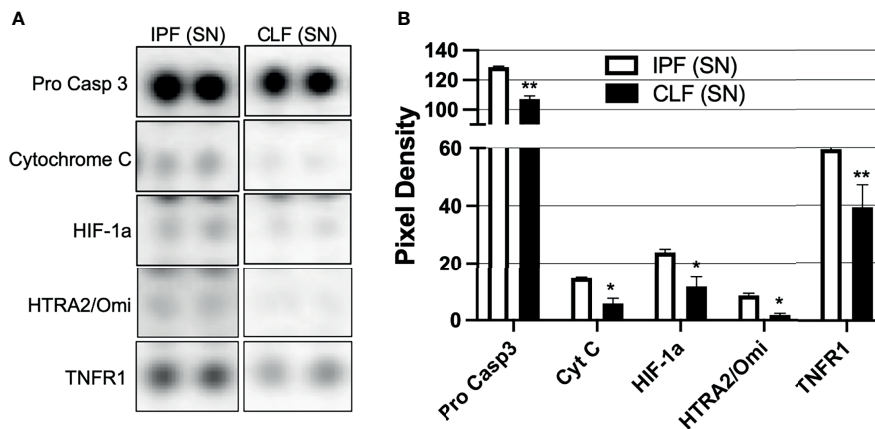 A
IPF (SN) CLF (SN)
Pro Casp 3
Cytochrome C
HIF-1a
HTRA2/Omi
TNFR1
B
Pixel Density
140
120
100
60
40
20
0
IPF (SN)
CLF (SN)
**
*
*
*
**
Pro Casp3
Cyt C
HIF-1a
HTRA2/Omi
TNFR1